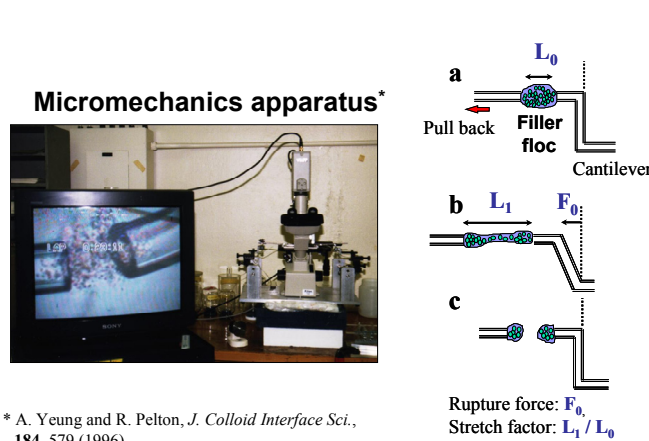 Micromechanics apparatus*
SONY
* A. Yeung and R. Pelton, J. Colloid Interface Sci.,
184, 579 (1996)
L0
a
Pull back
Filler
floc
Cantilever
b
L1
F0
c
Rupture force: F0,
Stretch factor: L1 / L0